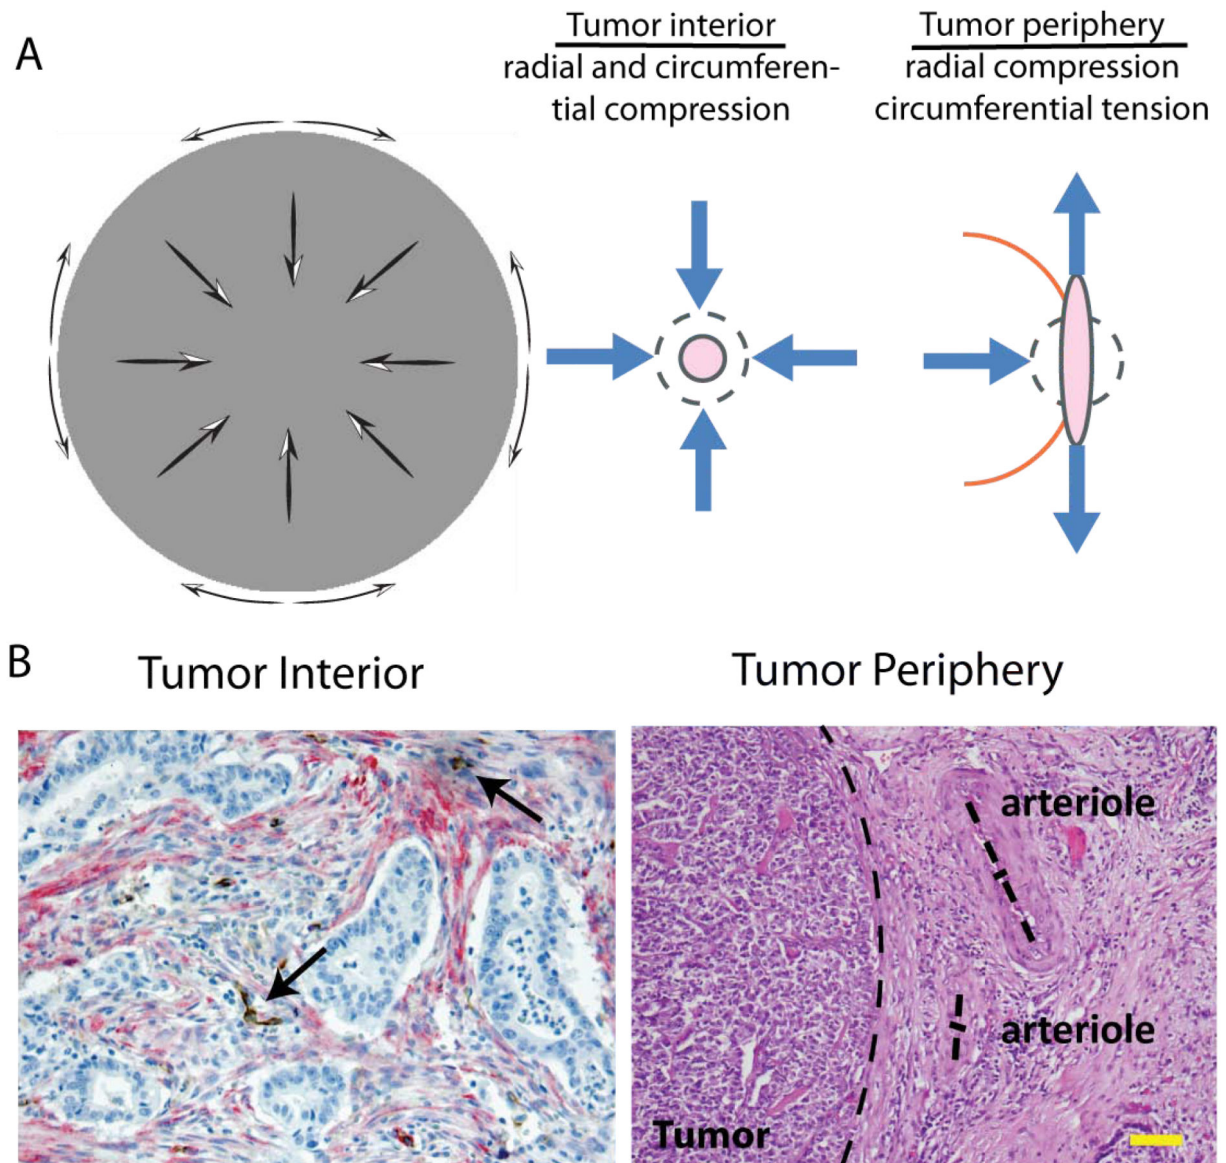 A
Tumor interior
radial and circumferen-
tial compression
Tumor periphery
radial compression
circumferential tension
B
Tumor Interior
Tumor Periphery
arteriole
arteriole
Tumor